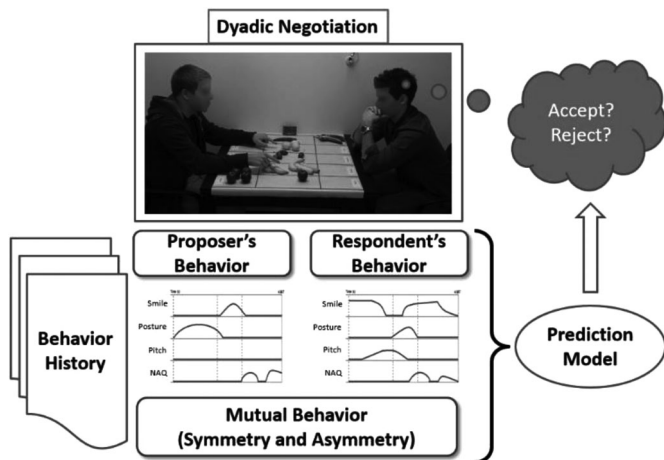 Dyadic Negotiation
Accept?
Reject?
Proposer's
Behavior
Respondent's
Behavior
Smile
Posture
Pitch
NAQ
Smile
Posture
Pitch
NAQ
Behavior
History
Mutual Behavior
(Symmetry and Asymmetry)
Prediction
Model